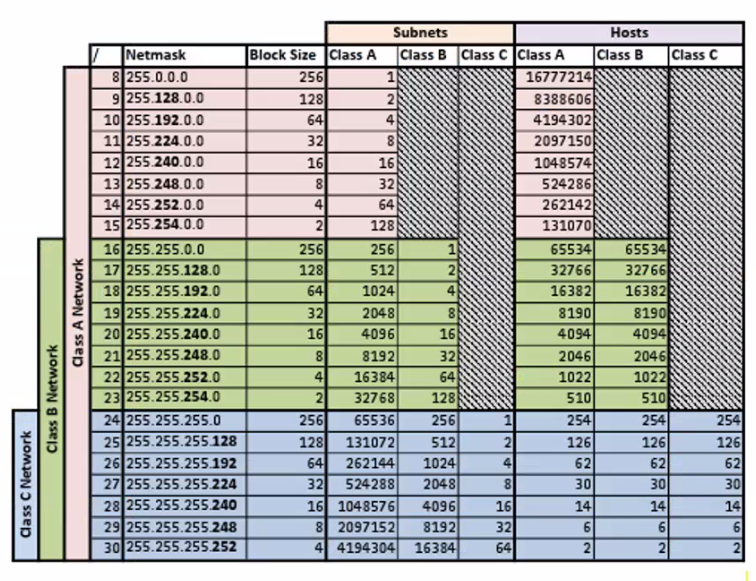 Subnets Hosts
/ Netmask Block Size Class A Class B Class C Class A Class B Class C
8 255.0.0.0 256 1 16777214
9 255.128.0.0 128 2 8388606
10 255.192.0.0 64 4 4194302
11 255.224.0.0 32 8 2097150
12 255.240.0.0 16 16 1048574
13 255.248.0.0 8 32 524286
14 255.252.0.0 4 64 262142
15 255.254.0.0 2 128 131070
16 255.255.0.0 256 256 1 65534 65534
17 255.255.128.0 128 512 2 32766 32766
18 255.255.192.0 64 1024 4 16382 16382
19 255.255.224.0 32 2048 8 8190 8190
20 255.255.240.0 16 4096 16 4094 4094
21 255.255.248.0 8 8192 32 2046 2046
22 255.255.252.0 4 16384 64 1022 1022
23 255.255.254.0 2 32768 128 510 510
24 255.255.255.0 256 65536 256 1 254 254 254
25 255.255.255.128 128 131072 512 2 126 126 126
26 255.255.255.192 64 262144 1024 4 62 62 62
27 255.255.255.224 32 524288 2048 8 30 30 30
28 255.255.255.240 16 1048576 4096 16 14 14 14
29 255.255.255.248 8 2097152 8192 32 6 6 6
30 255.255.255.252 4 4194304 16384 64 2 2 2
Class C Network
Class B Network
Class A Network